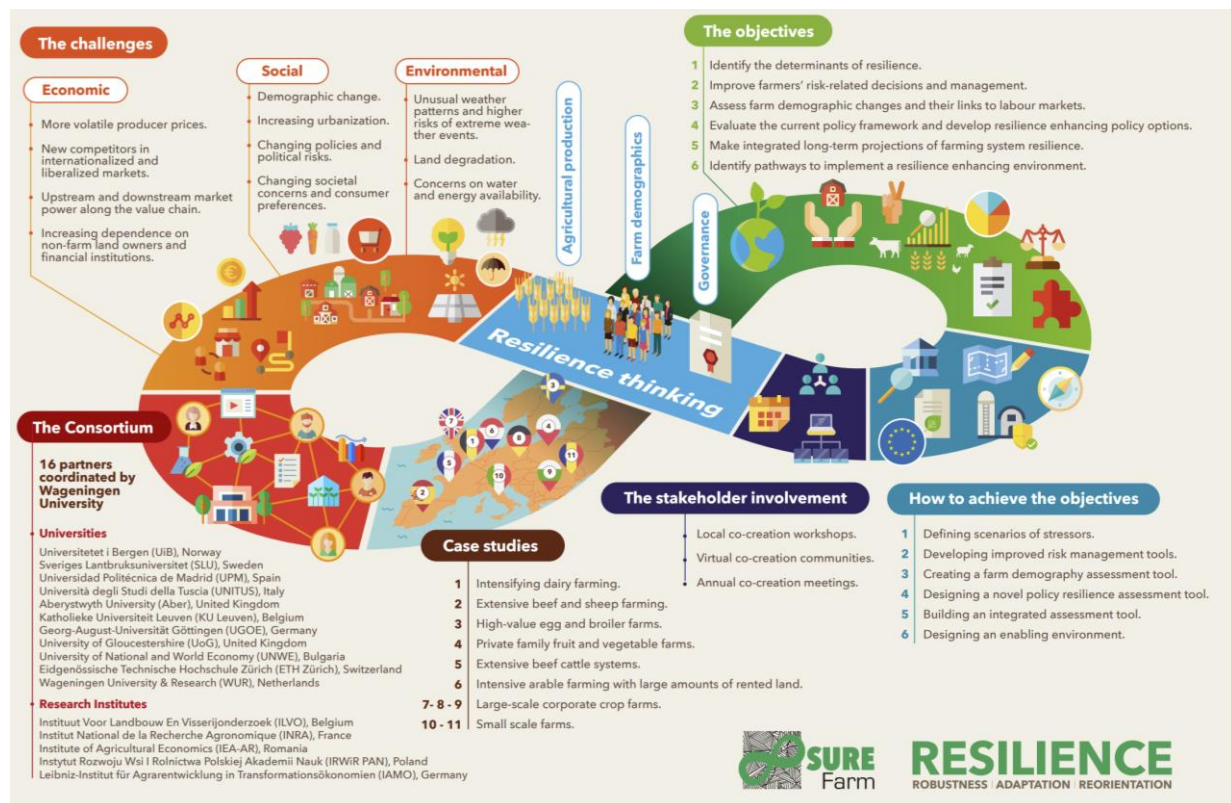 The challenges
Economic
More volatile producer prices.
New competitors in
internationalized and
liberalized markets.
Upstream and downstream market
power along the value chain.
Increasing dependence on
non-farm land owners and
financial institutions.
Social
Demographic change.
Increasing urbanization.
Changing policies and
political risks.
Changing societal
concerns and consumer
preferences.
Environmental
Unusual weather
patterns and higher
risks of extreme wea-
ther events.
Land degradation.
Concerns on water
and energy availability.
Agricultural production
Farm demographics
Governance
Resilience thinking
The objectives
1 Identify the determinants of resilience.
2 Improve farmers' risk-related decisions and management.
3 Assess farm demographic changes and their links to labour markets.
4 Evaluate the current policy framework and develop resilience enhancing policy options.
5 Make integrated long-term projections of farming system resilience.
6 Identify pathways to implement a resilience enhancing environment.
The Consortium
16 partners
coordinated by
Wageningen
University
Universities
Universitetet i Bergen (UiB), Norway
Sveriges Lantbruksuniversitet (SLU), Sweden
Universidad Politécnica de Madrid (UPM), Spain
Università degli Studi della Tuscia (UNITUS), Italy
Aberystwyth University (Aber), United Kingdom
Katholieke Universiteit Leuven (KU Leuven), Belgium
Georg-August-Universität Göttingen (UGOE), Germany
University of Gloucestershire (UoG), United Kingdom
University of National and World Economy (UNWE), Bulgaria
Eidgenössische Technische Hochschule Zürich (ETH Zürich), Switzerland
Wageningen University & Research (WUR), Netherlands
Research Institutes
Instituut Voor Landbouw En Visserijonderzoek (ILVO), Belgium
Institut National de la Recherche Agronomique (INRA), France
Institute of Agricultural Economics (IEA-AR), Romania
Instytut Rozwoju Wsi I Rolnictwa Polskiej Akademii Nauk (IRWiR PAN), Poland
Leibniz-Institut für Agrarentwicklung in Transformationsökonomien (IAMO), Germany
3
7
1
6
8
4
5
11
10
9
2
Case studies
1 Intensifying dairy farming.
2 Extensive beef and sheep farming.
3 High-value egg and broiler farms.
4 Private family fruit and vegetable farms.
5 Extensive beef cattle systems.
6 Intensive arable farming with large amounts of rented land.
7- 8 - 9 Large-scale corporate crop farms.
10 - 11 Small scale farms.
The stakeholder involvement
Local co-creation workshops.
Virtual co-creation communities.
Annual co-creation meetings.
How to achieve the objectives
1 Defining scenarios of stressors.
2 Developing improved risk management tools.
3 Creating a farm demography assessment tool.
4 Designing a novel policy resilience assessment tool.
5 Building an integrated assessment tool.
6 Designing an enabling environment.
SURE
Farm
RESILIENCE
ROBUSTNESS | ADAPTATION | REORIENTATION